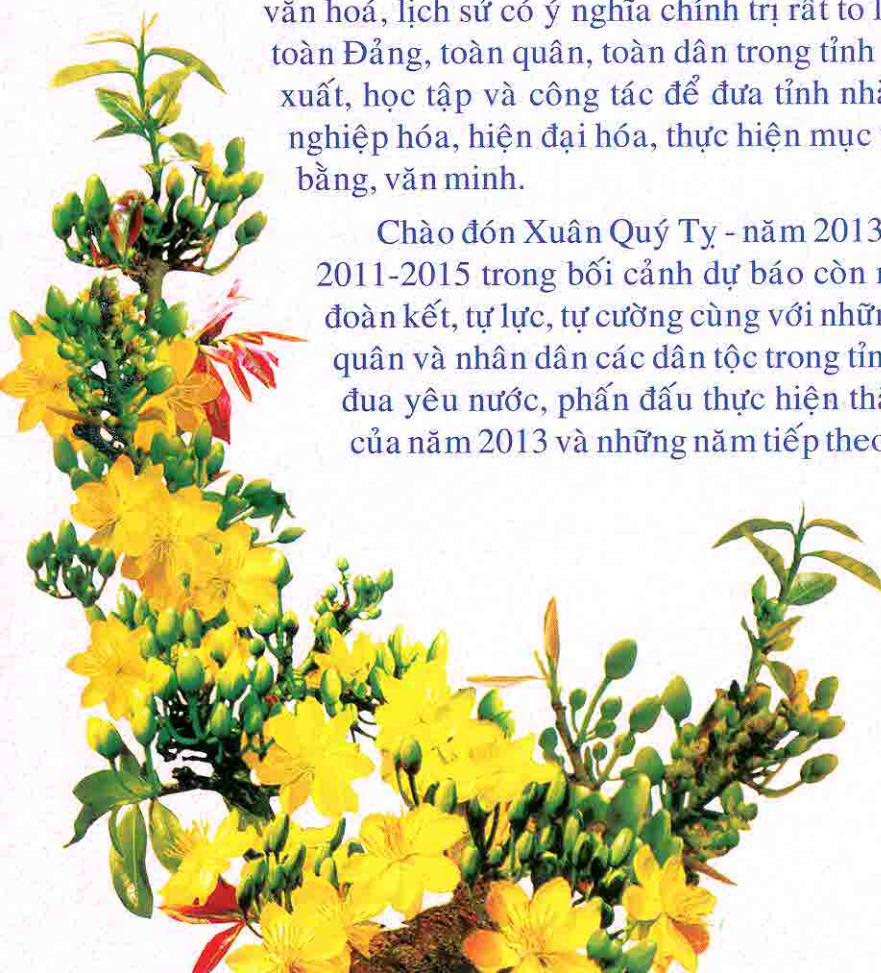 văn hoá, lịch sử có ý nghĩa chính trị rất to
toàn Đảng, toàn quân, toàn dân trong tỉnh
xuất, học tập và công tác để đưa tỉnh
nghiệp hóa, hiện đại hóa, thực hiện mục
bằng, văn minh.
Chào đón Xuân Quý Tỵ - năm 2013
2011-2015 trong bối cảnh dự báo còn
đoàn kết, tự lực, tự cường cùng với
quân và nhân dân các dân tộc trong
đua yêu nước, phấn đấu thực hiện
của năm 2013 và những năm tiếp theo